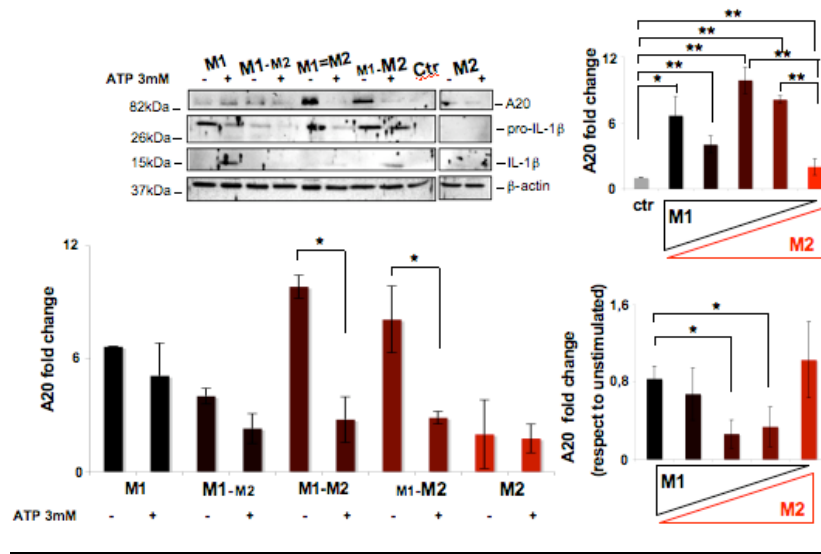 M1 M1-M2 M1=M2 M1-M2 Ctr M2
ATP 3mM - + - + - + - + - +
82kDa
A20
26kDa
pro-IL-1β
15kDa
IL-1β
37kDa
β-actin
A20 fold change
12
8
4
0
**
**
**
**
**
*
**
**
ctr
M1
M2
A20 fold change
12
6
0
*
*
M1 M1-M2 M1-M2 M1-M2 M2
ATP 3mM - + - + - + - + - +
A20 fold change
(respect to unstimulated)
1,6
0,8
0
*
*
M1
M2